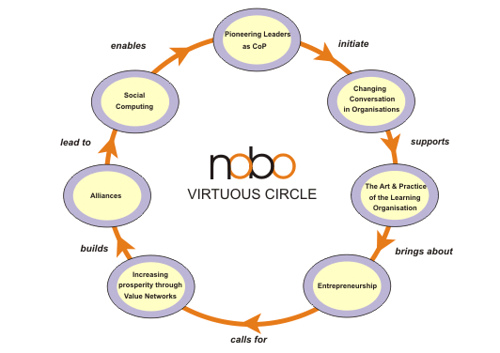 Pioneering Leaders
as CoP
initiate
Changing
Conversation
in Organisations
supports
The Art & Practice
of the Learning
Organisation
brings about
Entrepreneurship
calls for
Increasing
prosperity through
Value Networks
builds
Alliances
lead to
Social
Computing
enables
nobo
VIRTUOUS CIRCLE